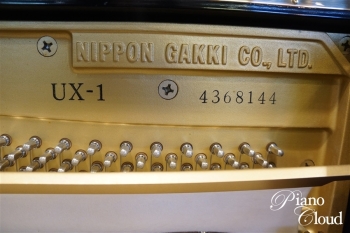 NIPPON GAKKI CO., LTD.
UX-1 4368144
Piano
Cloud